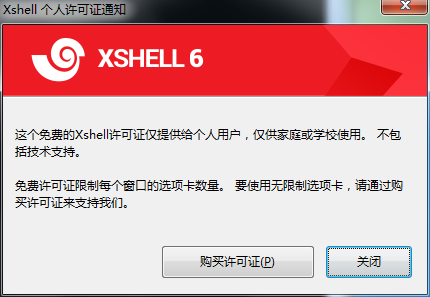 Xshell 个人许可证通知
XSHELL 6
这个免费的Xshell许可证仅提供给个人用户，仅供家庭或学校使用。 不包
括技术支持。
免费许可证限制每个窗口的选项卡数量。 要使用无限制选项卡，请通过购
买许可证来支持我们。
购买许可证(P)
关闭